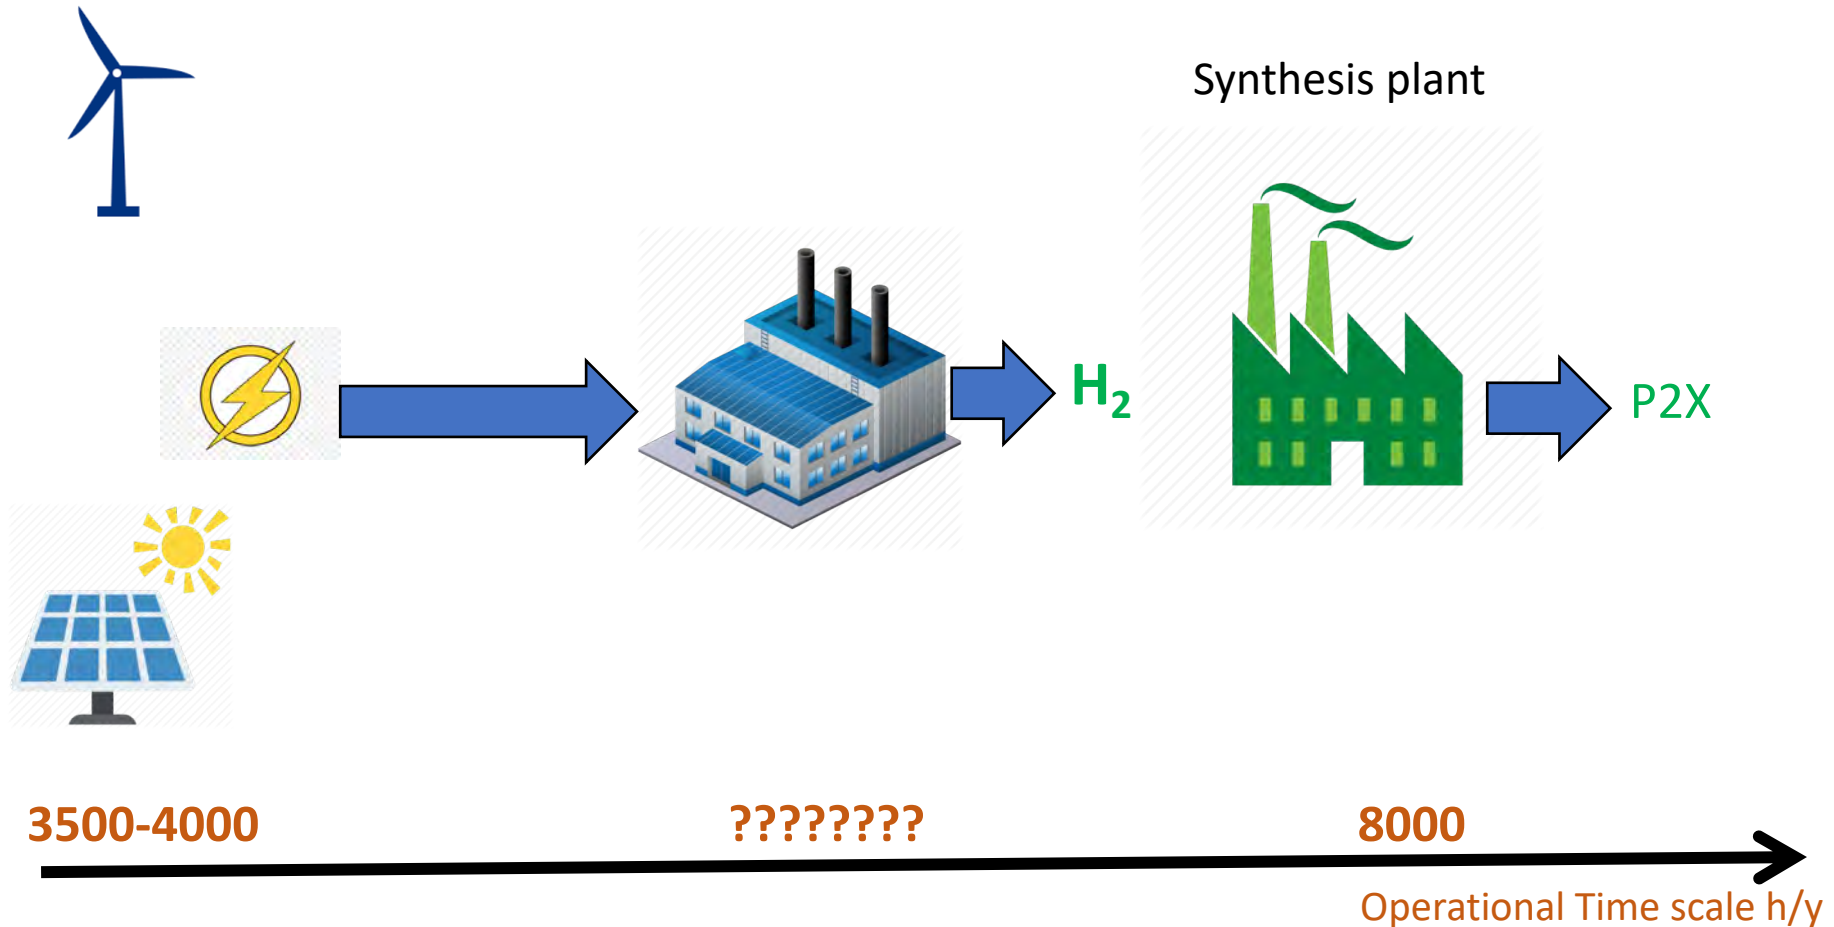 Synthesis plant
H₂
P2X
3500-4000
????????
8000
Operational Time scale h/y